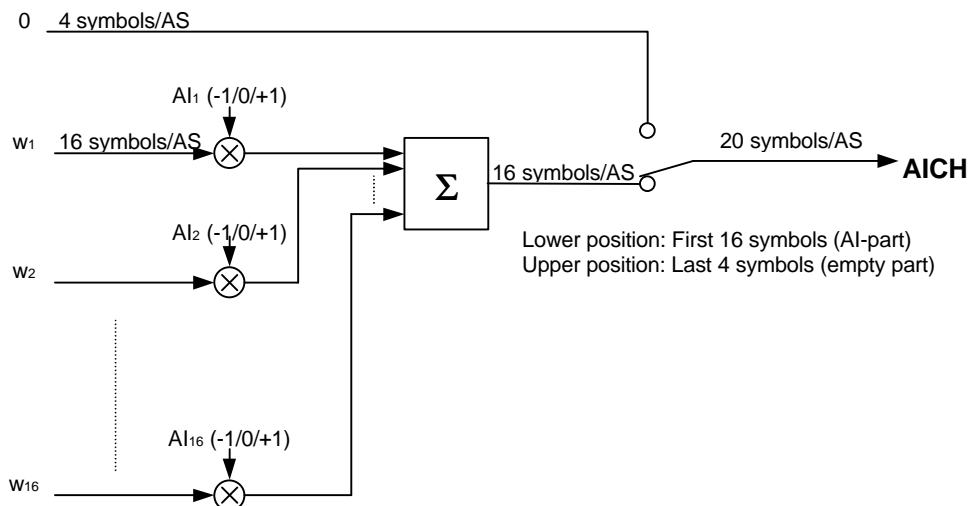 0 4 symbols/AS
AI1 (-1/0/+1)
w1 16 symbols/AS
20 symbols/AS
AICH
Σ
16 symbols/AS
AI2 (-1/0/+1)
Lower position: First 16 symbols (AI-part)
Upper position: Last 4 symbols (empty part)
w2
AI16 (-1/0/+1)
w16